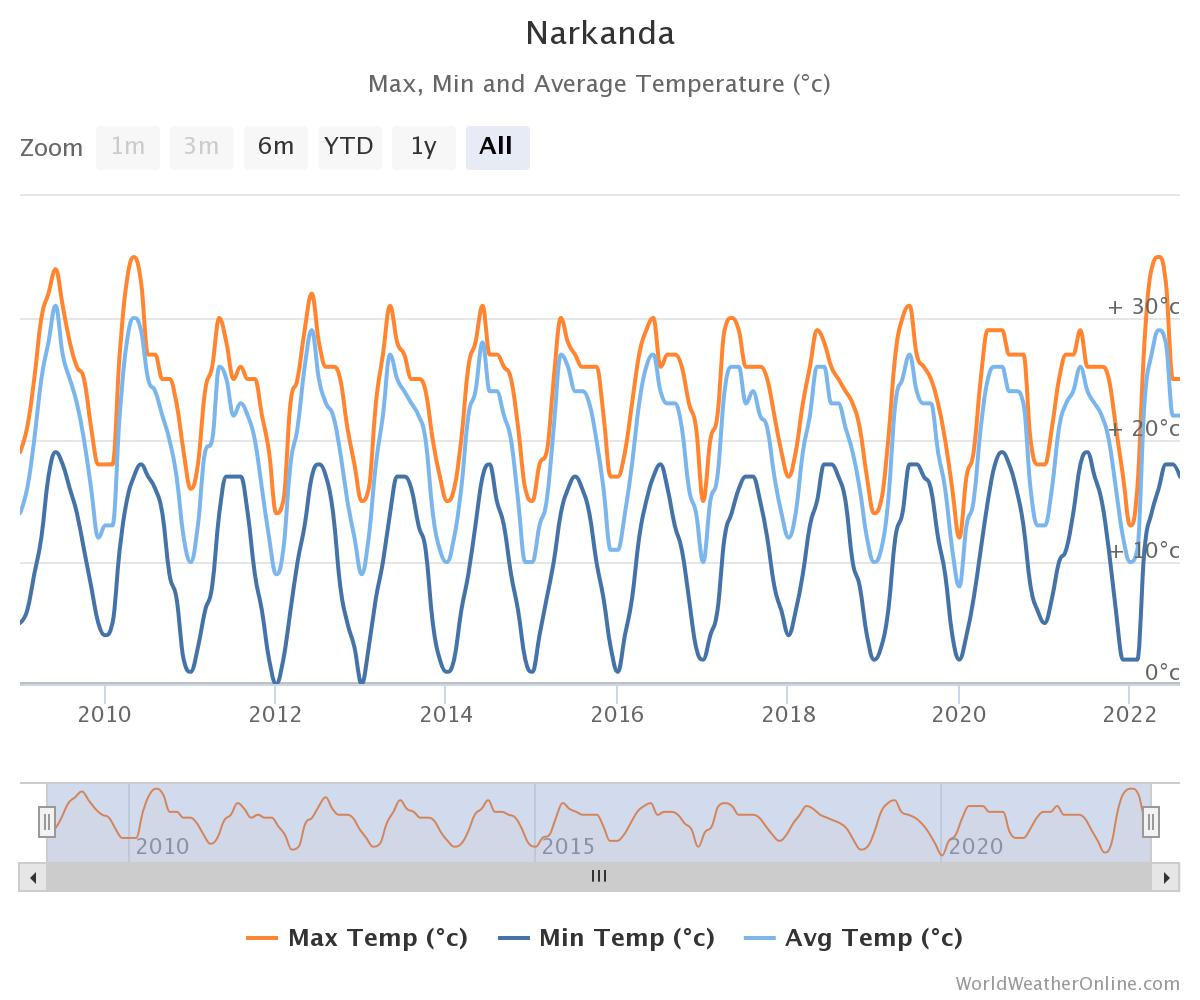 Narkanda
Max, Min and Average Temperature (°c)
Zoom 1m 3m 6m YTD 1y All
+ 30°c
+ 20°c
+ 10°c
0°c
2010 2012 2014 2016 2018 2020 2022
2010 2015 2020
Max Temp (°c) Min Temp (°c) Avg Temp (°c)
WorldWeatherOnline.com